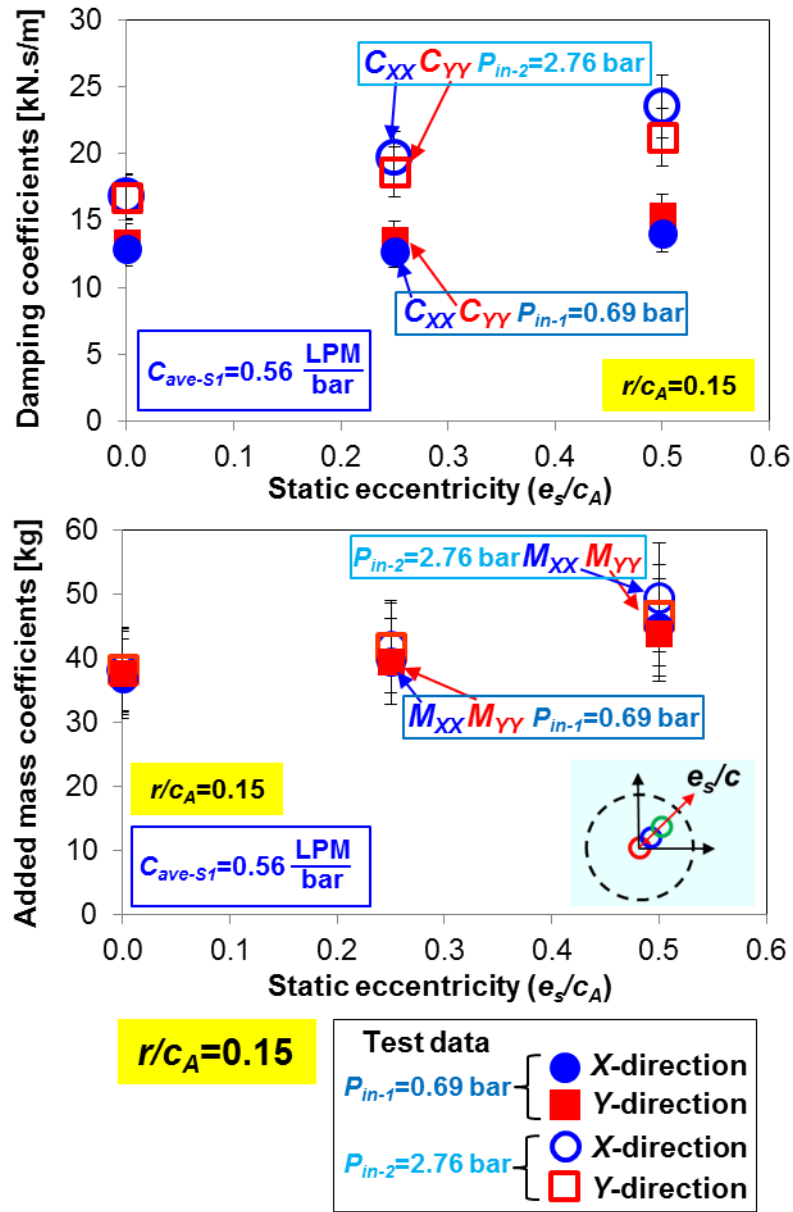 Damping coefficients [kN.s/m]
30
25
20
15
10
5
0
C_XX C_YY P_in-2=2.76 bar
C_XX C_YY P_in-1=0.69 bar
C_ave-S1=0.56 LPM/bar
r/c_A=0.15
0.0 0.1 0.2 0.3 0.4 0.5 0.6
Static eccentricity (e_s/c_A)
Added mass coefficients [kg]
60
50
40
30
20
10
0
P_in-2=2.76 bar M_XX M_YY
M_XX M_YY P_in-1=0.69 bar
r/c_A=0.15
C_ave-S1=0.56 LPM/bar
e_s/c
0.0 0.1 0.2 0.3 0.4 0.5 0.6
Static eccentricity (e_s/c_A)
r/c_A=0.15
Test data
P_in-1=0.69 bar
X-direction
Y-direction
P_in-2=2.76 bar
X-direction
Y-direction